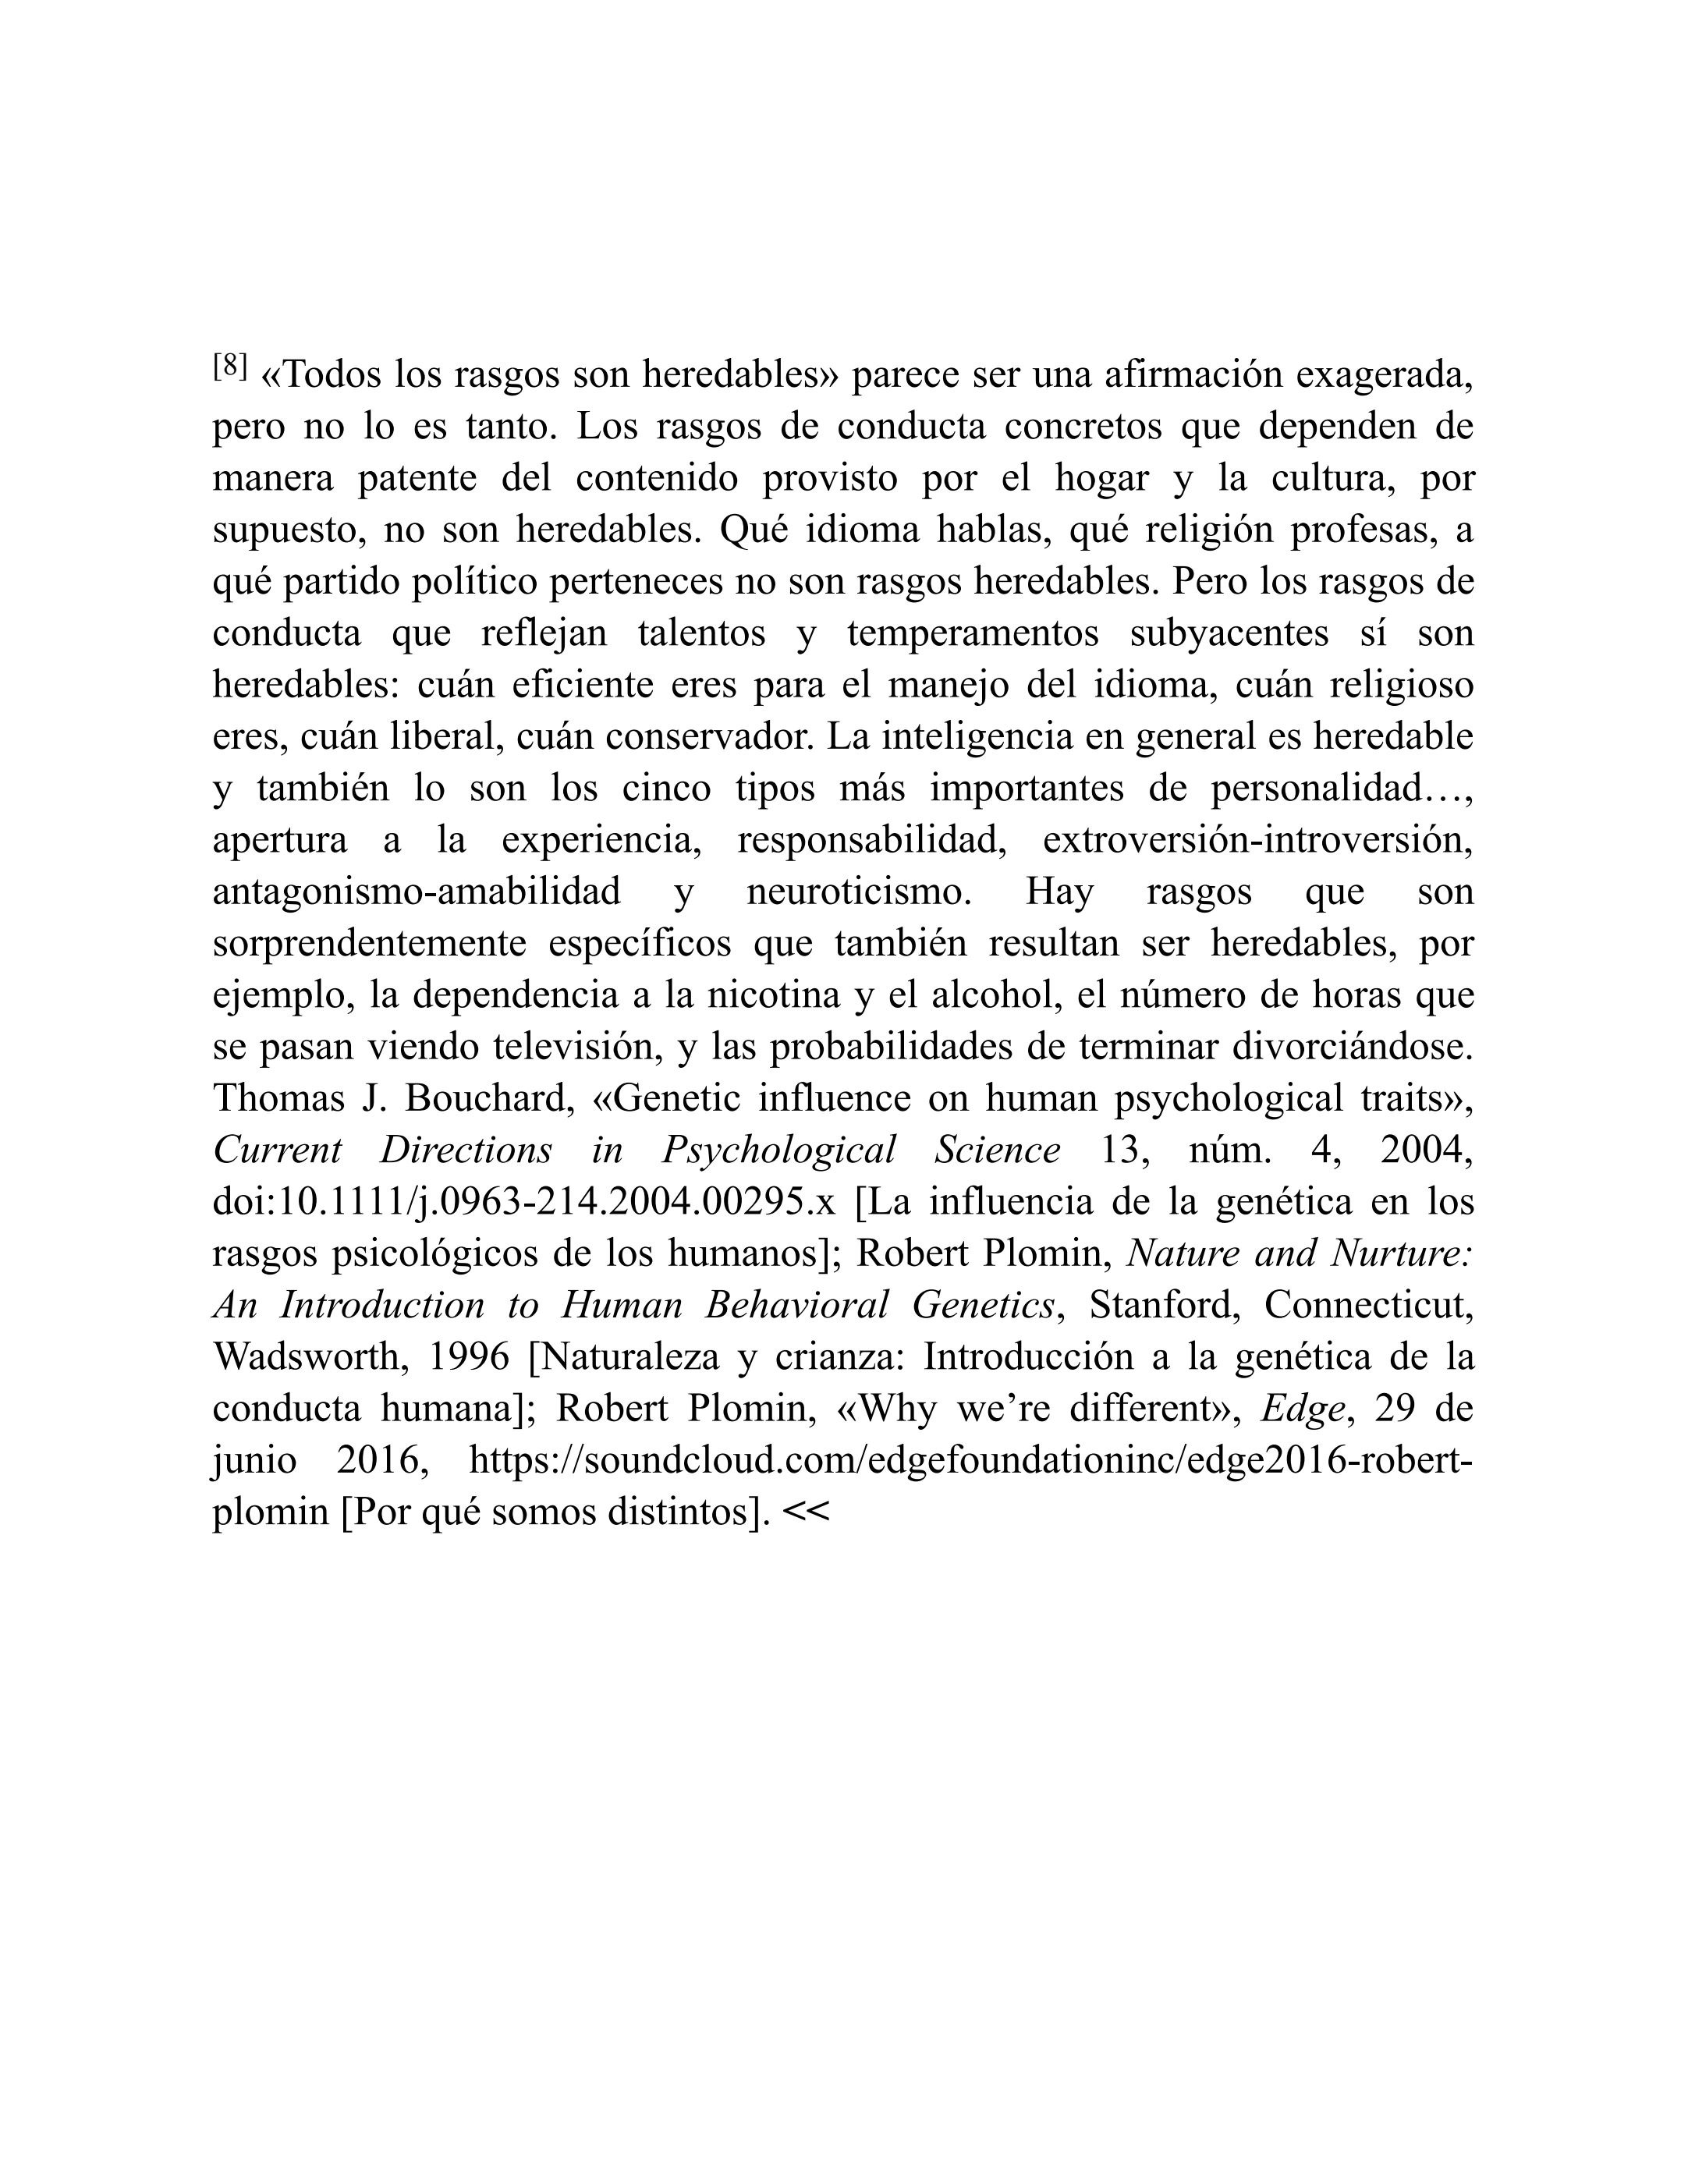 [8] «Todos los rasgos son heredables» parece ser una afirmación exagerada,
pero no lo es tanto. Los rasgos de conducta concretos que dependen de
manera patente del contenido provisto por el hogar y la cultura, por
supuesto, no son heredables. Qué idioma hablas, qué religión profesas, a
qué partido político perteneces no son rasgos heredables. Pero los rasgos de
conducta que reflejan talentos y temperamentos subyacentes sí son
heredables: cuán eficiente eres para el manejo del idioma, cuán religioso
eres, cuán liberal, cuán conservador. La inteligencia en general es heredable
y también lo son los cinco tipos más importantes de personalidad…,
apertura a la experiencia, responsabilidad, extroversión-introversión,
antagonismo-amabilidad y neuroticismo. Hay rasgos que son
sorprendentemente específicos que también resultan ser heredables, por
ejemplo, la dependencia a la nicotina y el alcohol, el número de horas que
se pasan viendo televisión, y las probabilidades de terminar divorciándose.
Thomas J. Bouchard, «Genetic influence on human psychological traits»,
Current Directions in Psychological Science 13, núm. 4, 2004,
doi:10.1111/j.0963-214.2004.00295.x [La influencia de la genética en los
rasgos psicológicos de los humanos]; Robert Plomin, Nature and Nurture:
An Introduction to Human Behavioral Genetics, Stanford, Connecticut,
Wadsworth, 1996 [Naturaleza y crianza: Introducción a la genética de la
conducta humana]; Robert Plomin, «Why we’re different», Edge, 29 de
junio 2016, https://soundcloud.com/edgefoundationinc/edge2016-robert-
plomin [Por qué somos distintos]. <<